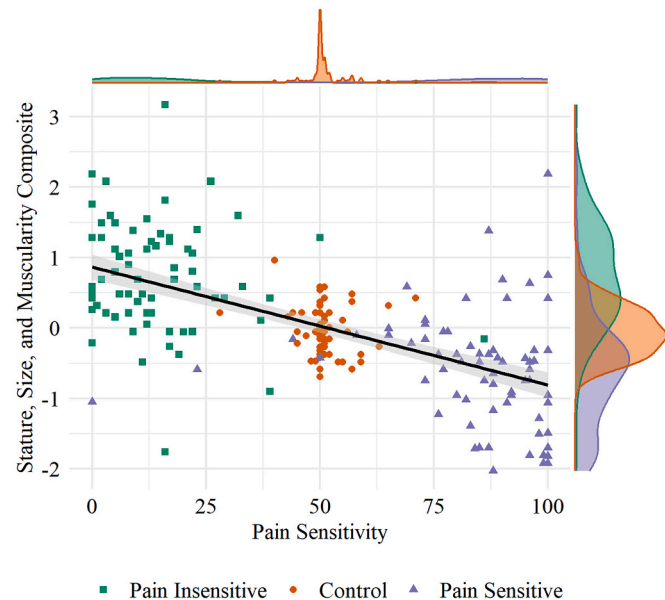 Stature, Size, and Muscularity Composite
3
2
1
0
-1
-2
0 25 50 75 100
Pain Sensitivity
Pain Insensitive Control Pain Sensitive